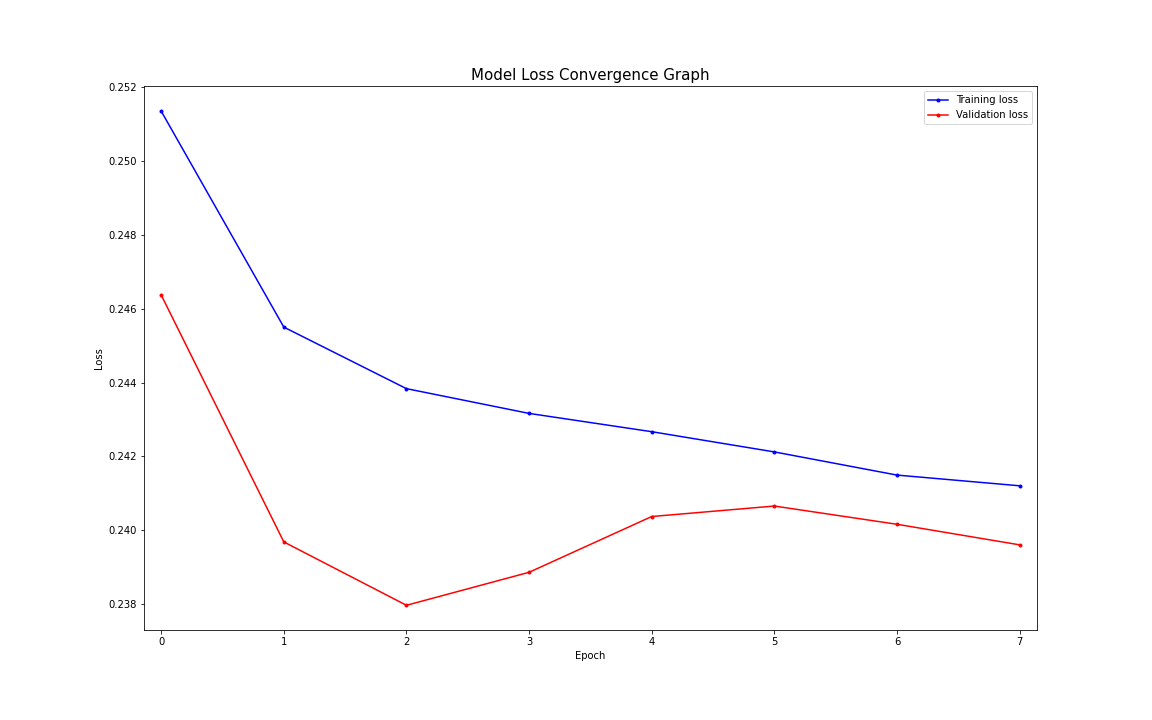 Model Loss Convergence Graph
Training loss
Validation loss
0.252
0.250
0.248
0.246
0.244
0.242
0.240
0.238
Loss
0 1 2 3 4 5 6 7
Epoch